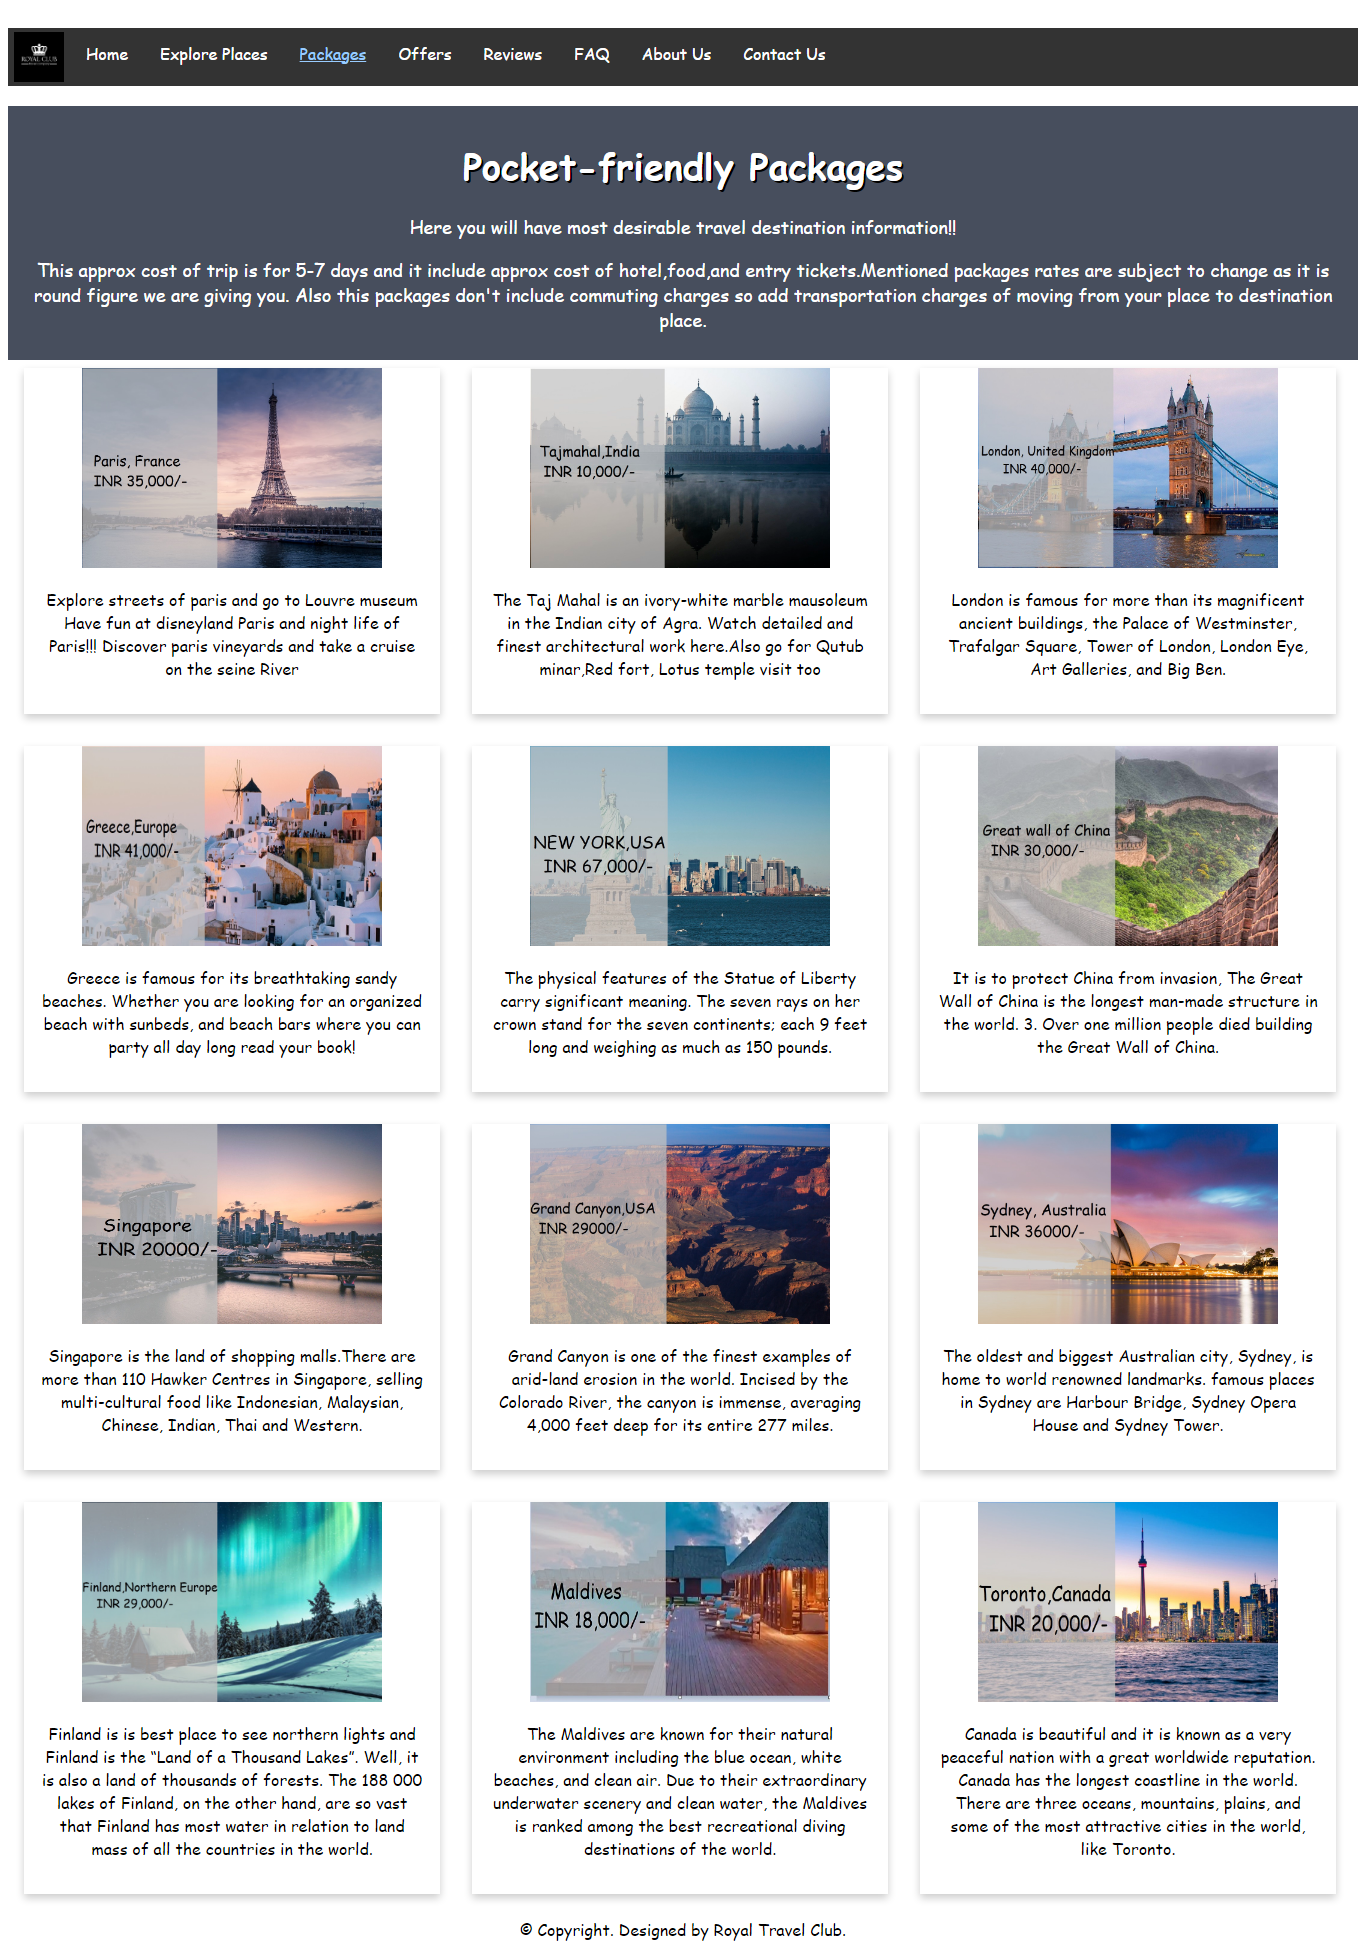 ROYAL CLUB
Home Explore Places Packages Offers Reviews FAQ About Us Contact Us
Pocket-friendly Packages
Here you will have most desirable travel destination information!!
This approx cost of trip is for 5-7 days and it include approx cost of hotel,food,and entry tickets.Mentioned packages rates are subject to change as it is
round figure we are giving you. Also this packages don't include commuting charges so add transportation charges of moving from your place to destination
place.
Paris, France
INR 35,000/-
Explore streets of paris and go to Louvre museum
Have fun at disneyland Paris and night life of
Paris!!! Discover paris vineyards and take a cruise
on the seine River
Tajmahal,India
INR 10,000/-
The Taj Mahal is an ivory-white marble mausoleum
in the Indian city of Agra. Watch detailed and
finest architectural work here.Also go for Qutub
minar,Red fort, Lotus temple visit too
London, United Kingdom
INR 40,000/-
London is famous for more than its magnificent
ancient buildings, the Palace of Westminster,
Trafalgar Square, Tower of London, London Eye,
Art Galleries, and Big Ben.
Greece,Europe
INR 41,000/-
Greece is famous for its breathtaking sandy
beaches. Whether you are looking for an organized
beach with sunbeds, and beach bars where you can
party all day long read your book!
NEW YORK,USA
INR 67,000/-
The physical features of the Statue of Liberty
carry significant meaning. The seven rays on her
crown stand for the seven continents; each 9 feet
long and weighing as much as 150 pounds.
Great wall of China
INR 30,000/-
It is to protect China from invasion, The Great
Wall of China is the longest man-made structure in
the world. 3. Over one million people died building
the Great Wall of China.
Singapore
INR 20000/-
Singapore is the land of shopping malls.There are
more than 110 Hawker Centres in Singapore, selling
multi-cultural food like Indonesian, Malaysian,
Chinese, Indian, Thai and Western.
Grand Canyon,USA
INR 29000/-
Grand Canyon is one of the finest examples of
arid-land erosion in the world. Incised by the
Colorado River, the canyon is immense, averaging
4,000 feet deep for its entire 277 miles.
Sydney, Australia
INR 36000/-
The oldest and biggest Australian city, Sydney, is
home to world renowned landmarks. famous places
in Sydney are Harbour Bridge, Sydney Opera
House and Sydney Tower.
Finland,Northern Europe
INR 29,000/-
Finland is is best place to see northern lights and
Finland is the “Land of a Thousand Lakes”. Well, it
is also a land of thousands of forests. The 188 000
lakes of Finland, on the other hand, are so vast
that Finland has most water in relation to land
mass of all the countries in the world.
Maldives
INR 18,000/-
The Maldives are known for their natural
environment including the blue ocean, white
beaches, and clean air. Due to their extraordinary
underwater scenery and clean water, the Maldives
is ranked among the best recreational diving
destinations of the world.
Toronto,Canada
INR 20,000/-
Canada is beautiful and it is known as a very
peaceful nation with a great worldwide reputation.
Canada has the longest coastline in the world.
There are three oceans, mountains, plains, and
some of the most attractive cities in the world,
like Toronto.
© Copyright. Designed by Royal Travel Club.